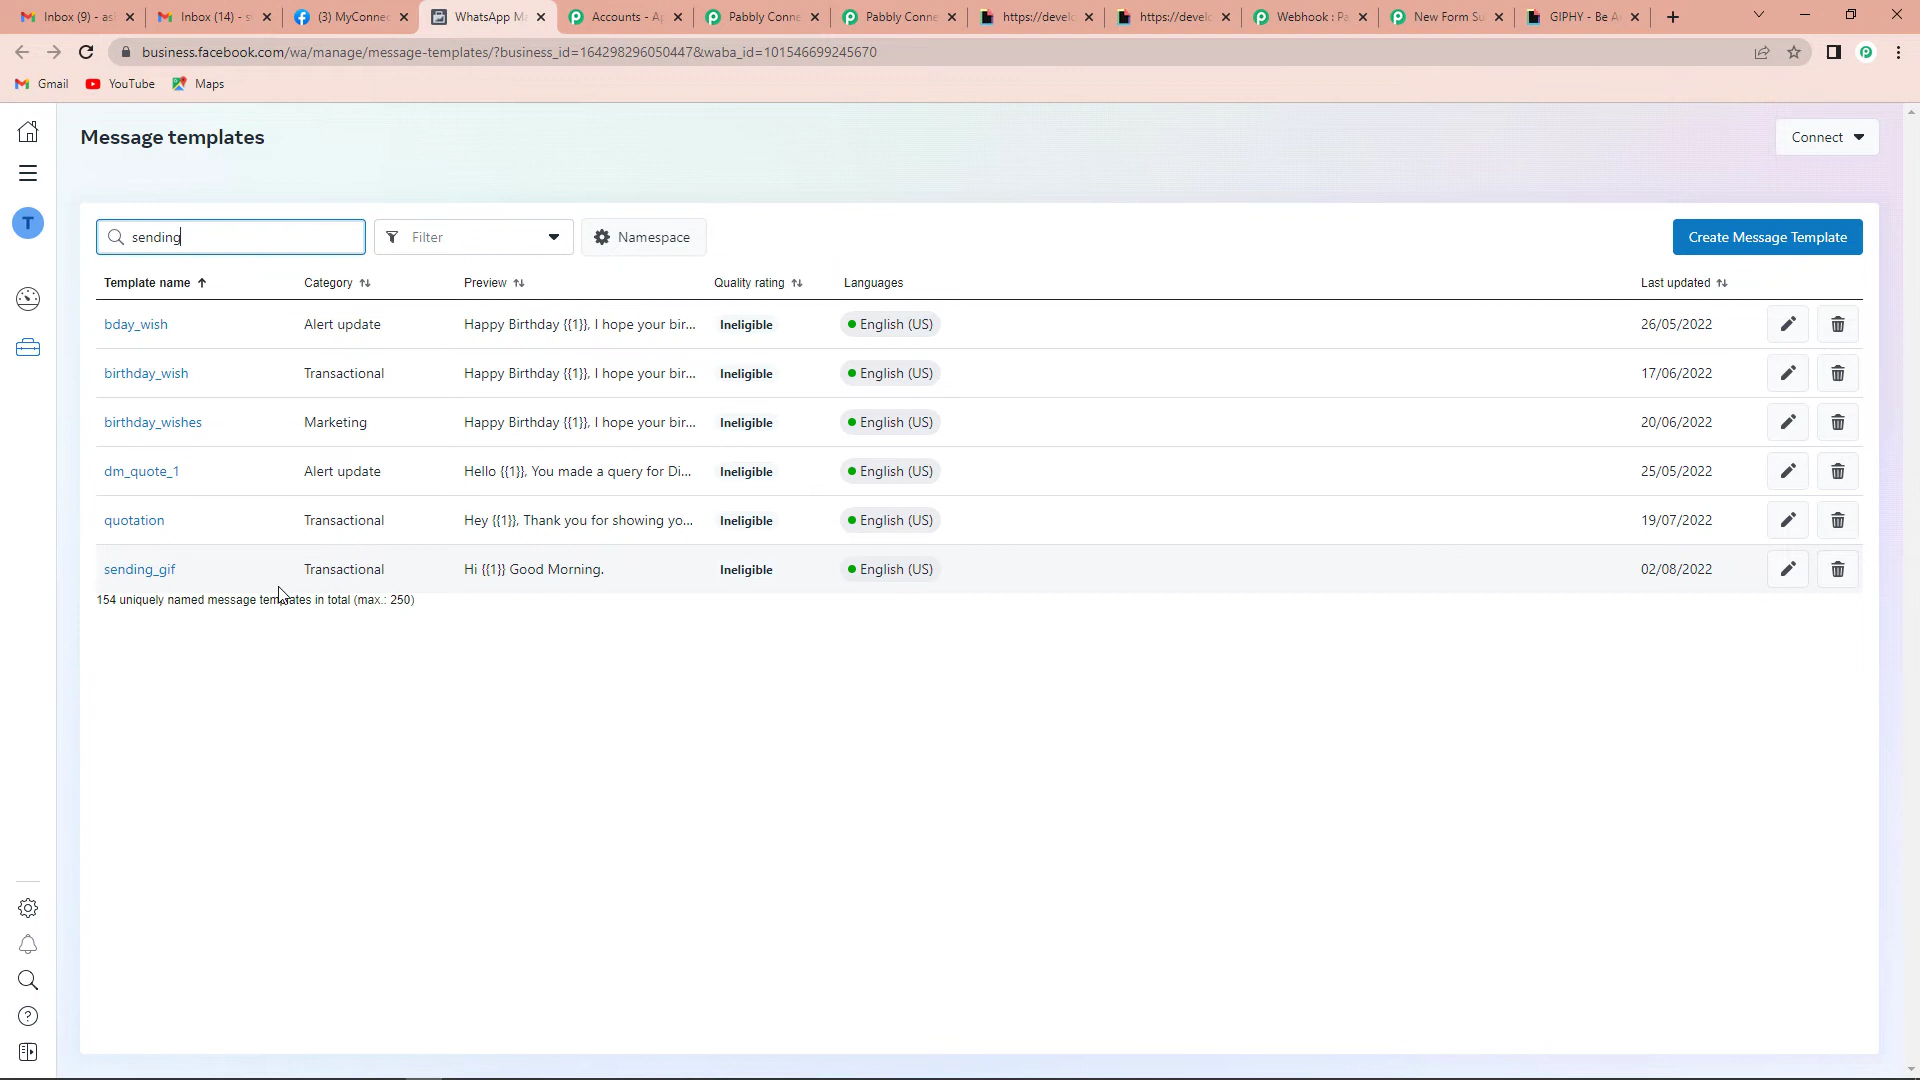 Inbox (9) - as
Inbox (14) - s
(3) MyConnec
WhatsApp Ma
Accounts - Ap
Pabbly Conne
Pabbly Conne
https://develo
https://develo
Webhook : Pa
New Form Su
GIPHY - Be A
business.facebook.com/wa/manage/message-templates/?business_id=164298296050447&waba_id=101546699245670
Gmail
YouTube
Maps
Message templates
Connect
T
sending
Filter
Namespace
Create Message Template
Template name
Category
Preview
Quality rating
Languages
Last updated
bday_wish
Alert update
Happy Birthday {{1}}, I hope your bir...
Ineligible
English (US)
26/05/2022
birthday_wish
Transactional
Happy Birthday {{1}}, I hope your bir...
Ineligible
English (US)
17/06/2022
birthday_wishes
Marketing
Happy Birthday {{1}}, I hope your bir...
Ineligible
English (US)
20/06/2022
dm_quote_1
Alert update
Hello {{1}}, You made a query for Di...
Ineligible
English (US)
25/05/2022
quotation
Transactional
Hey {{1}}, Thank you for showing yo...
Ineligible
English (US)
19/07/2022
sending_gif
Transactional
Hi {{1}} Good Morning.
Ineligible
English (US)
02/08/2022
154 uniquely named message templates in total (max.: 250)